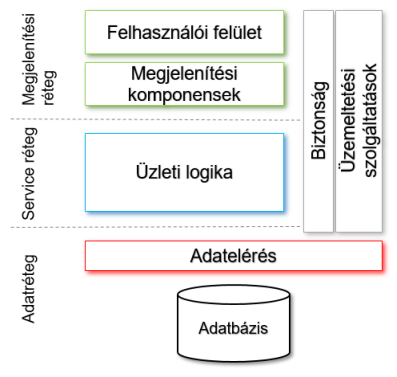 Megjelenítési
réteg
Felhasználói felület
Megjelenítési
komponensek
Service réteg
Üzleti logika
Biztonság
Üzemeltetési
szolgáltatások
Adatréteg
Adatelérés
Adatbázis